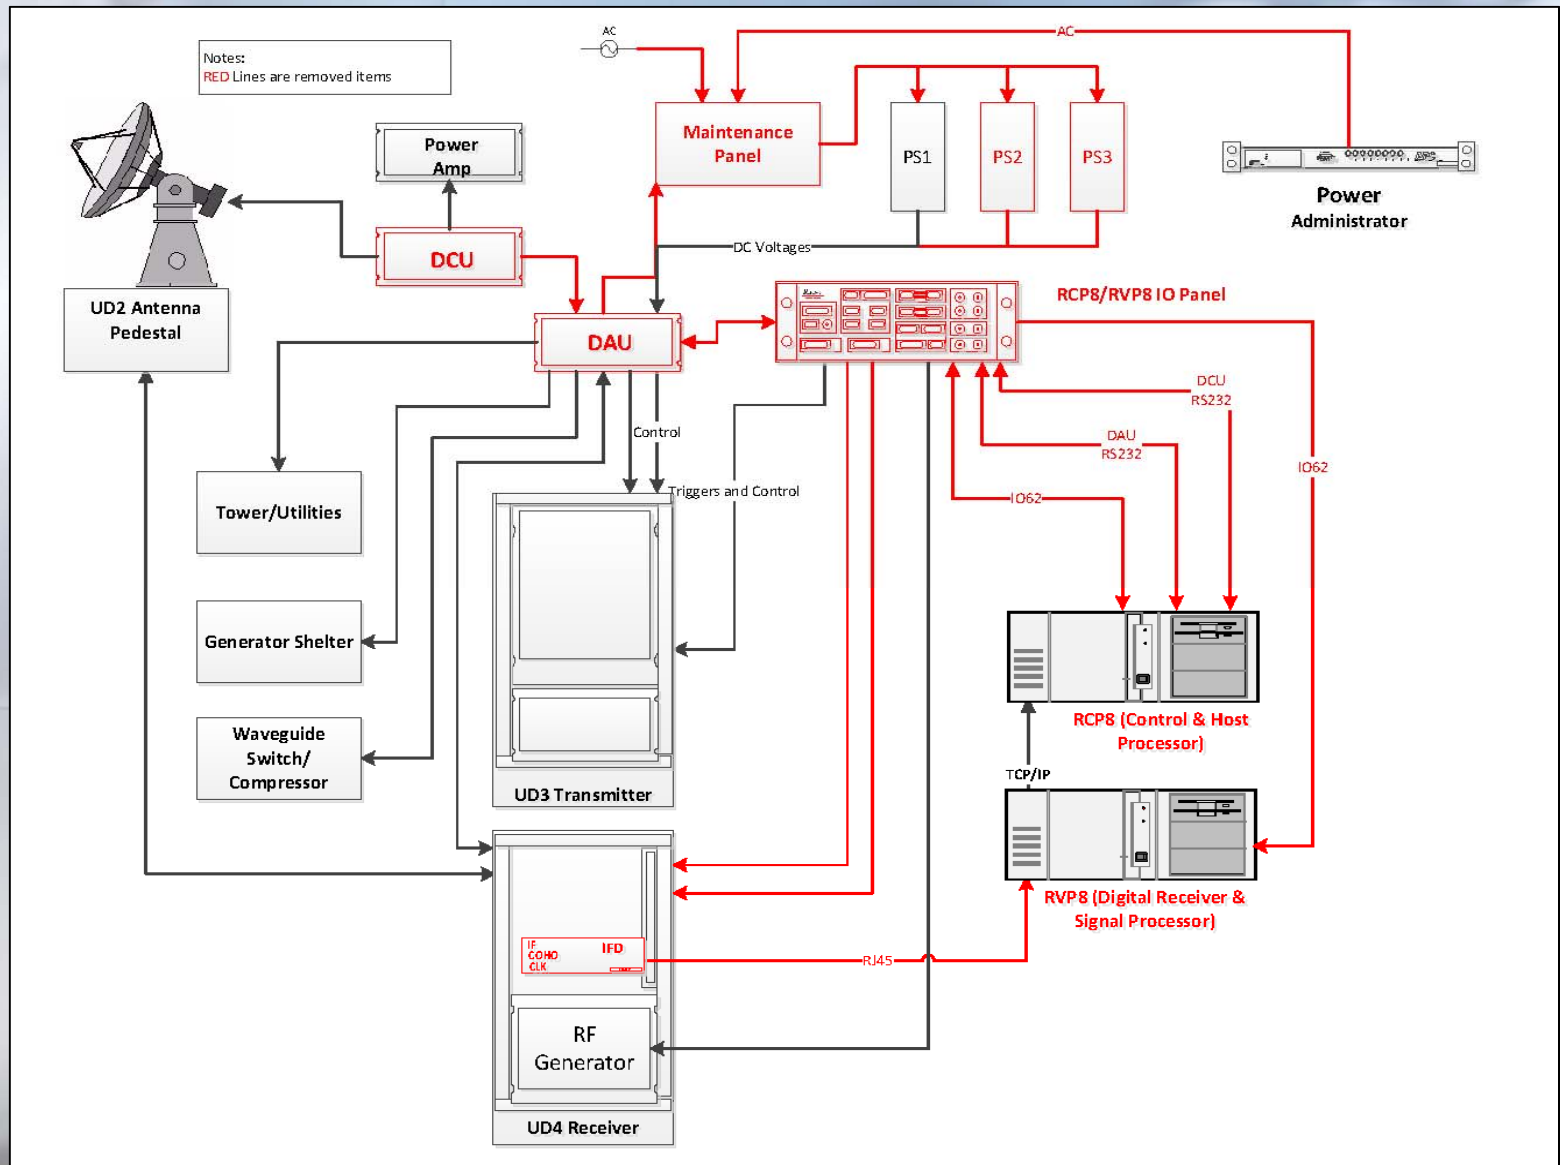 Notes:
RED Lines are removed items
AC
AC
Power
Amp
Maintenance
Panel
PS1
PS2
PS3
Power
Administrator
DCU
DC Voltages
UD2 Antenna
Pedestal
RCP8/RVP8 IO Panel
DAU
DCU
RS232
Control
DAU
RS232
IO62
IO62
Triggers and Control
Tower/Utilities
Generator Shelter
Waveguide
Switch/
Compressor
RCP8 (Control & Host
Processor)
TCP/IP
UD3 Transmitter
RVP8 (Digital Receiver &
Signal Processor)
IF
COHO
CLK
IFD
RJ45
RF
Generator
UD4 Receiver